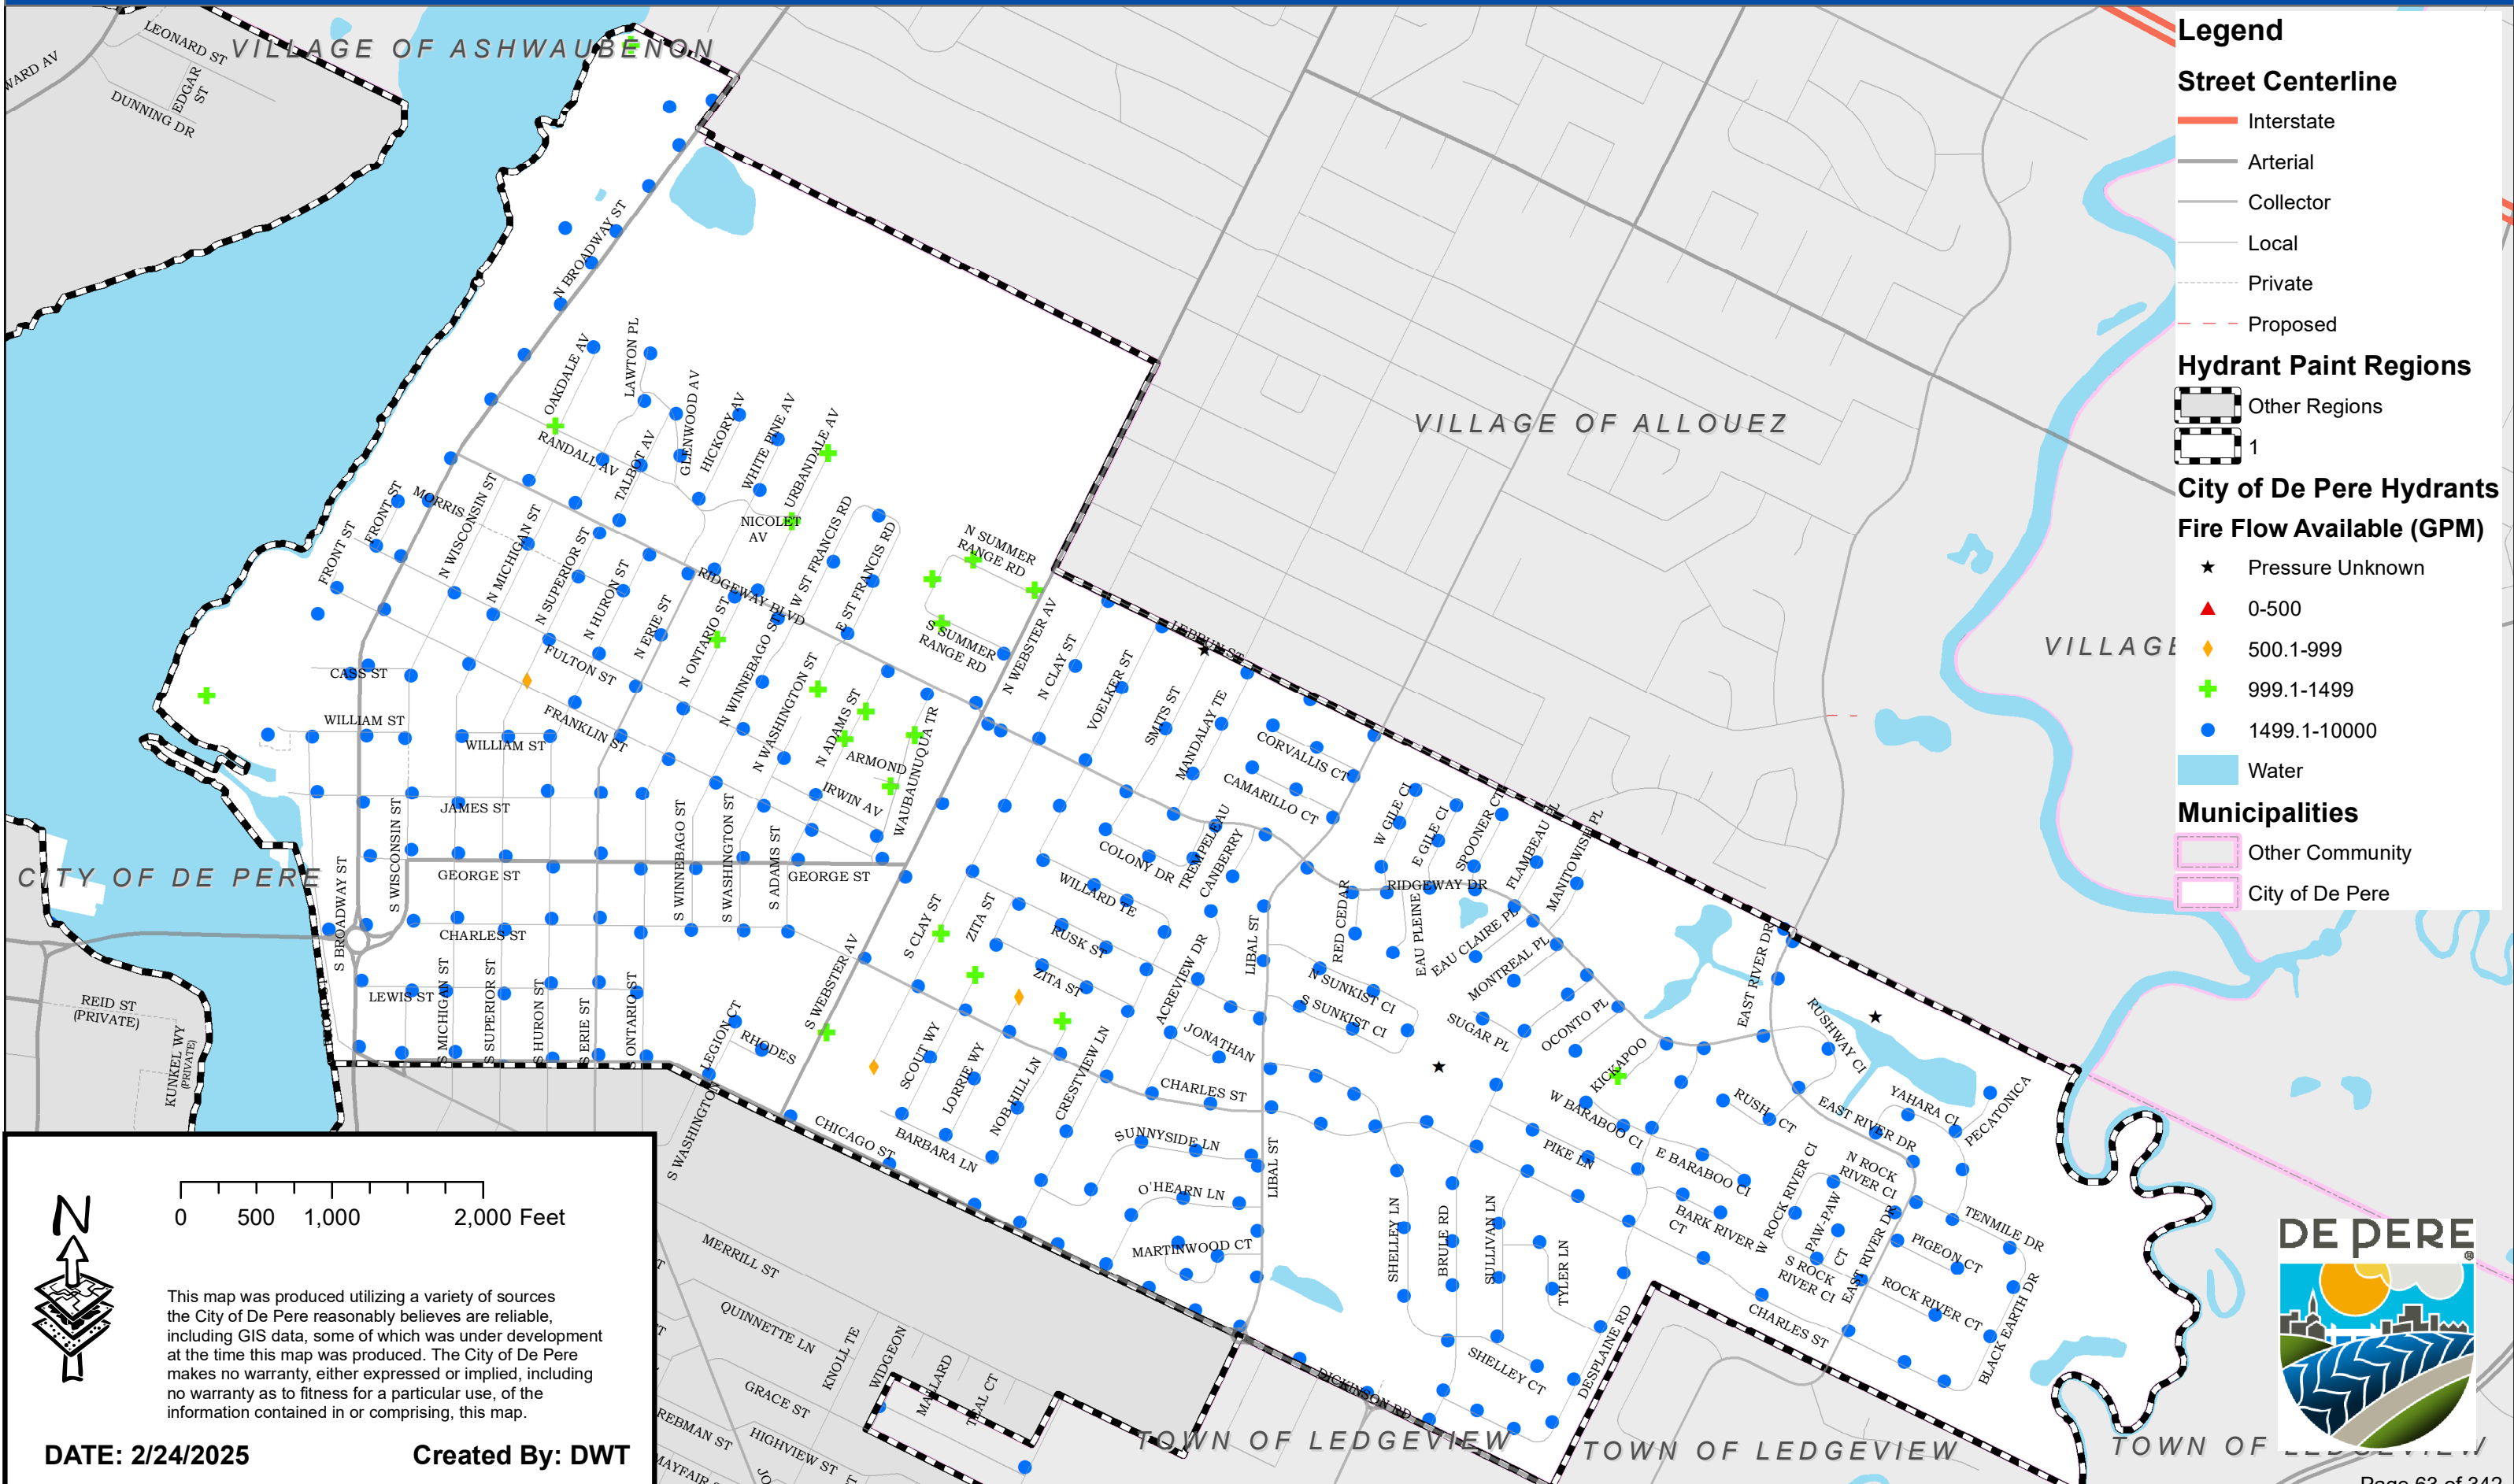 VILLAGE OF ASHWAUBENON
LEONARD ST
EDGAR
ST
DUNNING DR
WARD AV
N BROADWAY ST
OAKDALE AV
LAWTON PL
GLENWOOD AV
HICKORY AV
WHITE PINE AV
URBANDALE AV
RANDALL AV
TALBOT AV
NICOLET
AV
FRONT ST
FRONT ST
MORRIS
N WISCONSIN ST
N MICHIGAN ST
N SUPERIOR ST
N HURON ST
N ERIE ST
N ONTARIO ST
RIDGEWAY BLVD
W ST FRANCIS RD
E ST FRANCIS RD
N SUMMER
RANGE RD
S SUMMER
RANGE RD
N WEBSTER AV
N WINNEBAGO ST
N WASHINGTON ST
N ADAMS ST
ARMOND
WAUBAUNUQUA TR
IRWIN AV
FULTON ST
FRANKLIN ST
CASS ST
WILLIAM ST
WILLIAM ST
JAMES ST
GEORGE ST
GEORGE ST
CHARLES ST
LEWIS ST
S BROADWAY ST
S WISCONSIN ST
S MICHIGAN ST
S SUPERIOR ST
S HURON ST
S ERIE ST
S ONTARIO ST
S WINNEBAGO ST
S WASHINGTON ST
S ADAMS ST
LEGION CT
RHODES
S WEBSTER AV
S WASHINGTON
CITY OF DE PERE
REID ST
(PRIVATE)
KUNKEL WY
(PRIVATE)
N CLAY ST
VOELKER ST
SMITS ST
MANDALAY TE
LEBRUN ST
CORVALLIS CT
CAMARILLO CT
COLONY DR
TREMPELEAU
CANBERRY
WILLARD TE
S CLAY ST
ZITA ST
RUSK ST
ZITA ST
ACREVIEW DR
LIBAL ST
JONATHAN
CHARLES ST
SCOUT WY
LORRIE WY
NOB HILL LN
CRESTVIEW LN
BARBARA LN
CHICAGO ST
SUNNYSIDE LN
O'HEARN LN
MARTINWOOD CT
LIBAL ST
W GILE CI
E GILE CI
SPOONER CT
MANITOWISH PL
RIDGEWAY DR
RED CEDAR
EAU PLEINE
EAU CLAIRE PL
MONTREAL PL
N SUNKIST CI
S SUNKIST CI
SUGAR PL
OCONTO PL
KICKAPOO
W BARABOO CI
E BARABOO CI
PIKE LN
BARK RIVER
CT
SHELLEY LN
BRULE RD
SULLIVAN LN
TYLER LN
SHELLEY CT
DESPLAINE RD
DICKINSON RD
EAST RIVER DR
RUSHWAY CI
RUSH CT
EAST RIVER DR
YAHARA CI
PECATONICA
N ROCK
RIVER CI
W ROCK RIVER CI
PAW-PAW
CT
S ROCK
RIVER CI
EAST RIVER DR
TENMILE DR
PIGEON CT
ROCK RIVER CT
BLACK EARTH DR
CHARLES ST
VILLAGE OF ALLOUEZ
VILLAGE
TOWN OF LEDGEVIEW
TOWN OF LEDGEVIEW
TOWN OF LEDGEVIEW
MERRILL ST
QUINNETTE LN
KNOLL TE
WIDGEON
MALLARD
TEAL CT
GRACE ST
HIGHVIEW ST
REBMAN ST
MAYFAIR
Legend
Street Centerline
Interstate
Arterial
Collector
Local
Private
Proposed
Hydrant Paint Regions
Other Regions
1
City of De Pere Hydrants
Fire Flow Available (GPM)
Pressure Unknown
0-500
500.1-999
999.1-1499
1499.1-10000
Water
Municipalities
Other Community
City of De Pere
N
0 500 1,000 2,000 Feet
This map was produced utilizing a variety of sources
the City of De Pere reasonably believes are reliable,
including GIS data, some of which was under development
at the time this map was produced. The City of De Pere
makes no warranty, either expressed or implied, including
no warranty as to fitness for a particular use, of the
information contained in or comprising, this map.
DATE: 2/24/2025
Created By: DWT
DE PERE
®
Page 63 of 342